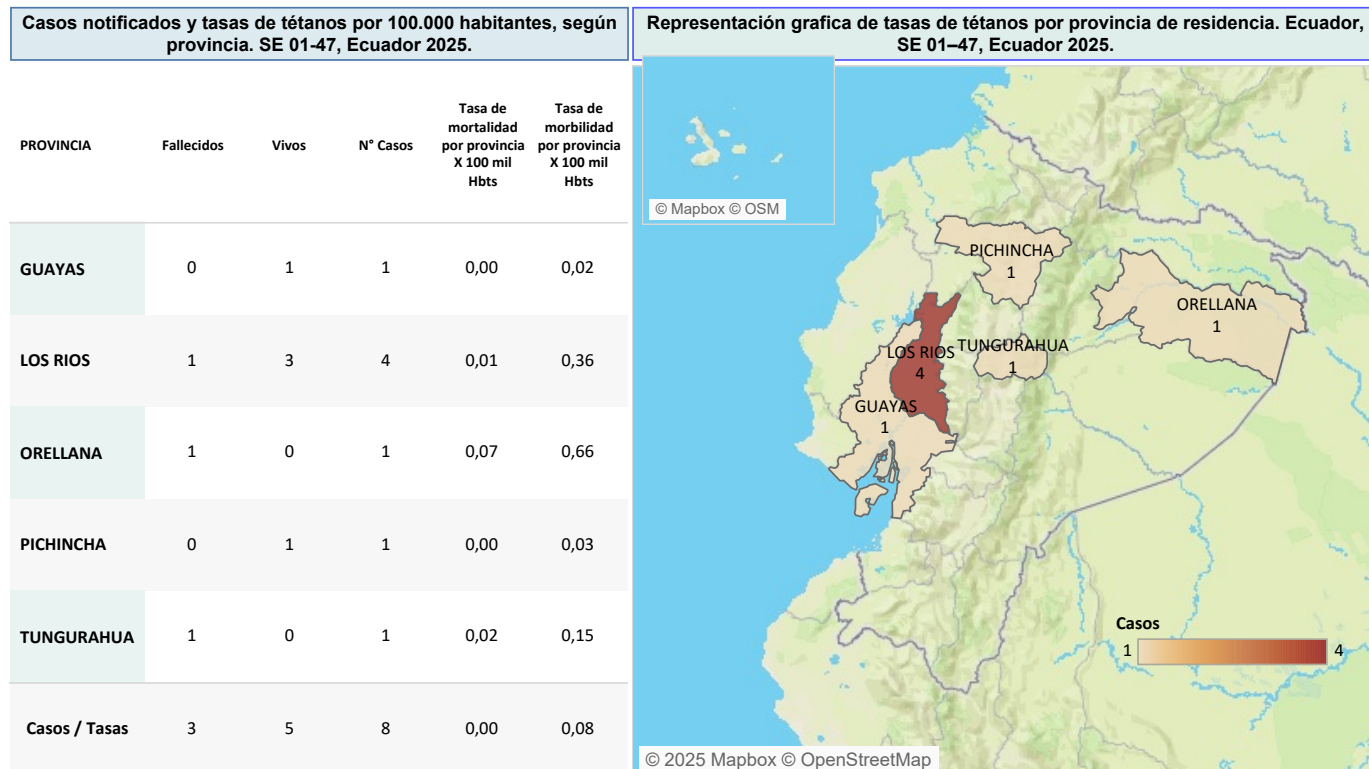 Casos notificados y tasas de tétanos por 100.000 habitantes, según
provincia. SE 01-47, Ecuador 2025.
Representación grafica de tasas de tétanos por provincia de residencia. Ecuador,
SE 01–47, Ecuador 2025.
PROVINCIA
Fallecidos
Vivos
N° Casos
Tasa de
mortalidad
por provincia
X 100 mil
Hbts
Tasa de
morbilidad
por provincia
X 100 mil
Hbts
GUAYAS 0 1 1 0,00 0,02
LOS RIOS 1 3 4 0,01 0,36
ORELLANA 1 0 1 0,07 0,66
PICHINCHA 0 1 1 0,00 0,03
TUNGURAHUA 1 0 1 0,02 0,15
Casos / Tasas 3 5 8 0,00 0,08
© Mapbox © OSM
PICHINCHA
1
ORELLANA
1
TUNGURAHUA
1
LOS RIOS
4
GUAYAS
1
Casos
1 4
© 2025 Mapbox © OpenStreetMap